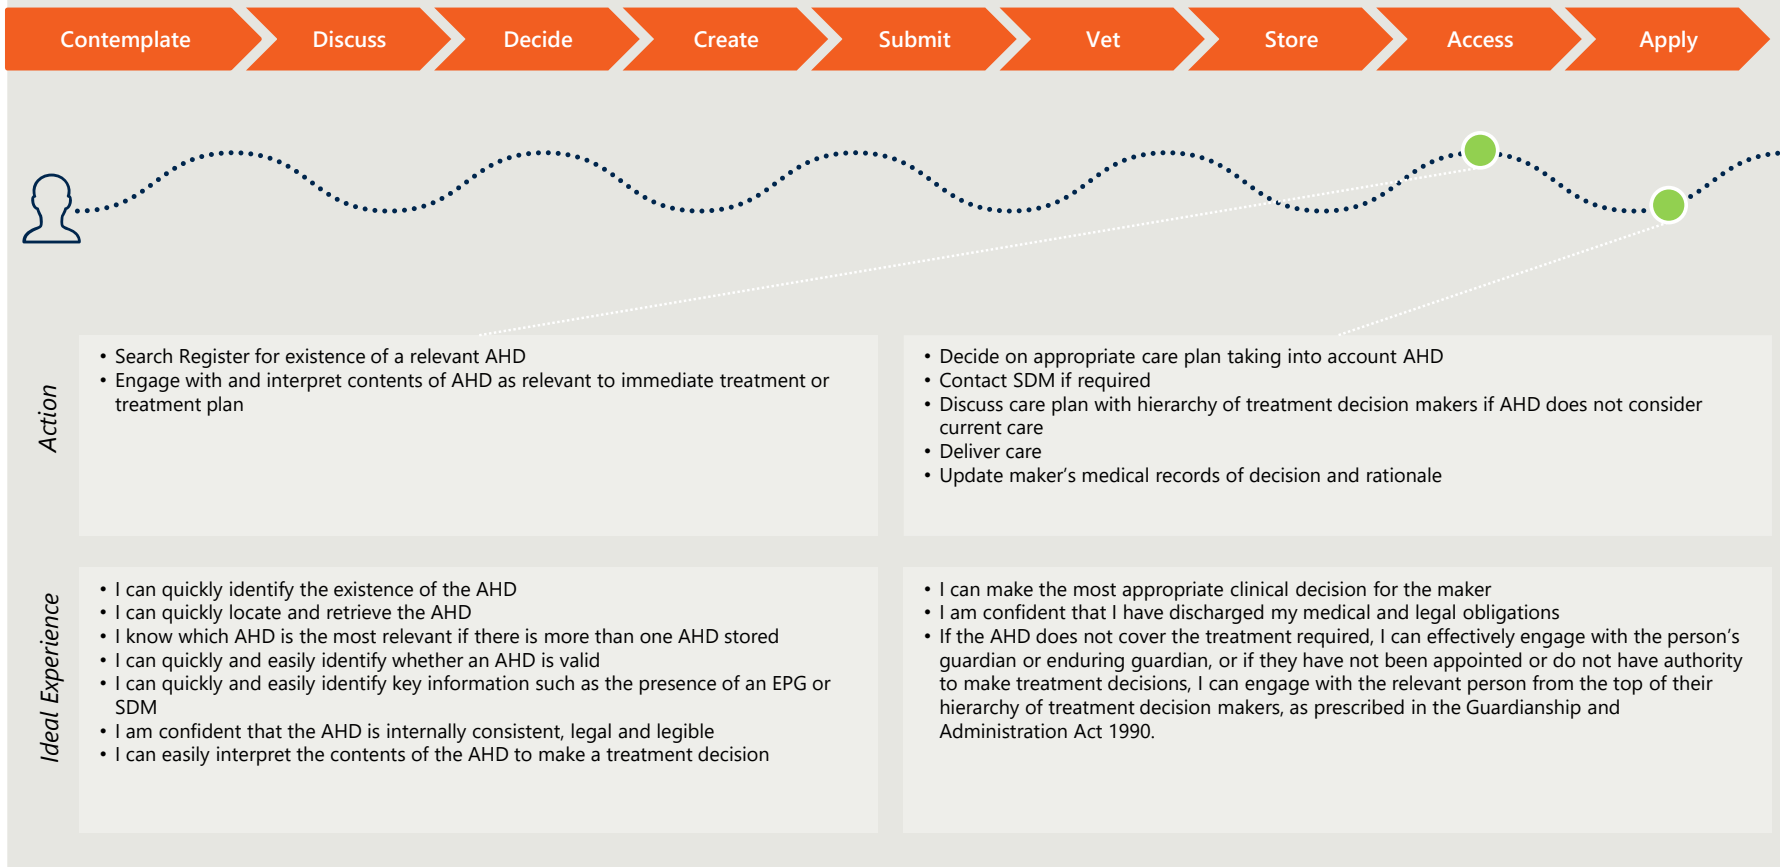 Contemplate
Discuss
Decide
Create
Submit
Vet
Store
Access
Apply
Action
• Search Register for existence of a relevant AHD
• Engage with and interpret contents of AHD as relevant to immediate treatment or
treatment plan
• Decide on appropriate care plan taking into account AHD
• Contact SDM if required
• Discuss care plan with hierarchy of treatment decision makers if AHD does not consider
current care
• Deliver care
• Update maker's medical records of decision and rationale
Ideal Experience
• I can quickly identify the existence of the AHD
• I can quickly locate and retrieve the AHD
• I know which AHD is the most relevant if there is more than one AHD stored
• I can quickly and easily identify whether an AHD is valid
• I can quickly and easily identify key information such as the presence of an EPG or
SDM
• I am confident that the AHD is internally consistent, legal and legible
• I can easily interpret the contents of the AHD to make a treatment decision
• I can make the most appropriate clinical decision for the maker
• I am confident that I have discharged my medical and legal obligations
• If the AHD does not cover the treatment required, I can effectively engage with the person's
guardian or enduring guardian, or if they have not been appointed or do not have authority
to make treatment decisions, I can engage with the relevant person from the top of their
hierarchy of treatment decision makers, as prescribed in the Guardianship and
Administration Act 1990.